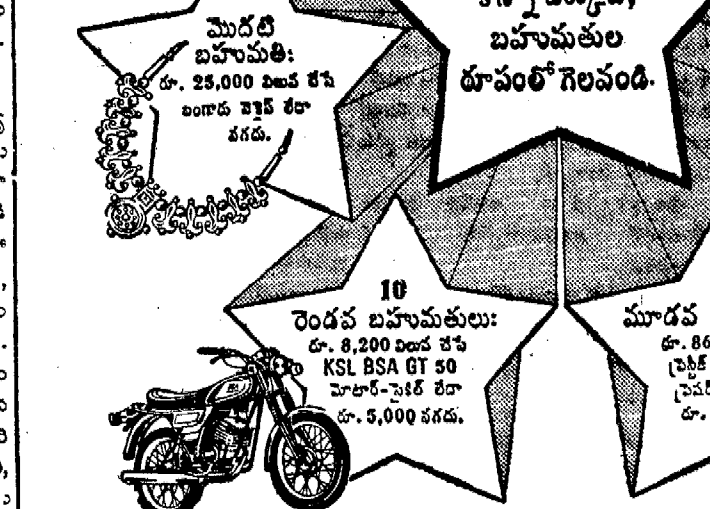 మొదటి
బహుమతి:
రూ. 25,000 విలువ చేసే
బంగారు నెక్లెస్ లేదా
నగదు.
బహుమతుల
రూపంలో గెలవండి.
10
రెండవ బహుమతులు:
రూ. 8,200 విలువ చేసే
KSL BSA GT 50
మోటార్-సైకిల్ లేదా
రూ. 5,000 నగదు.
మూడవ
రూ.
రూ.